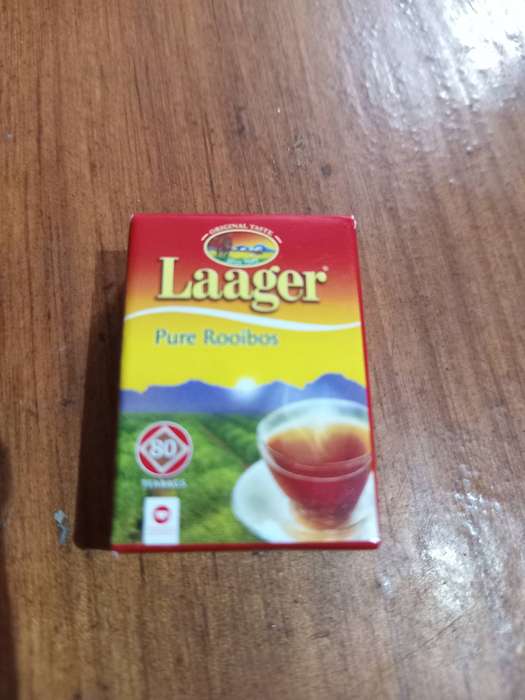 ORIGINAL TASTE
Laager
Pure Rooibos
80
TEABAGS